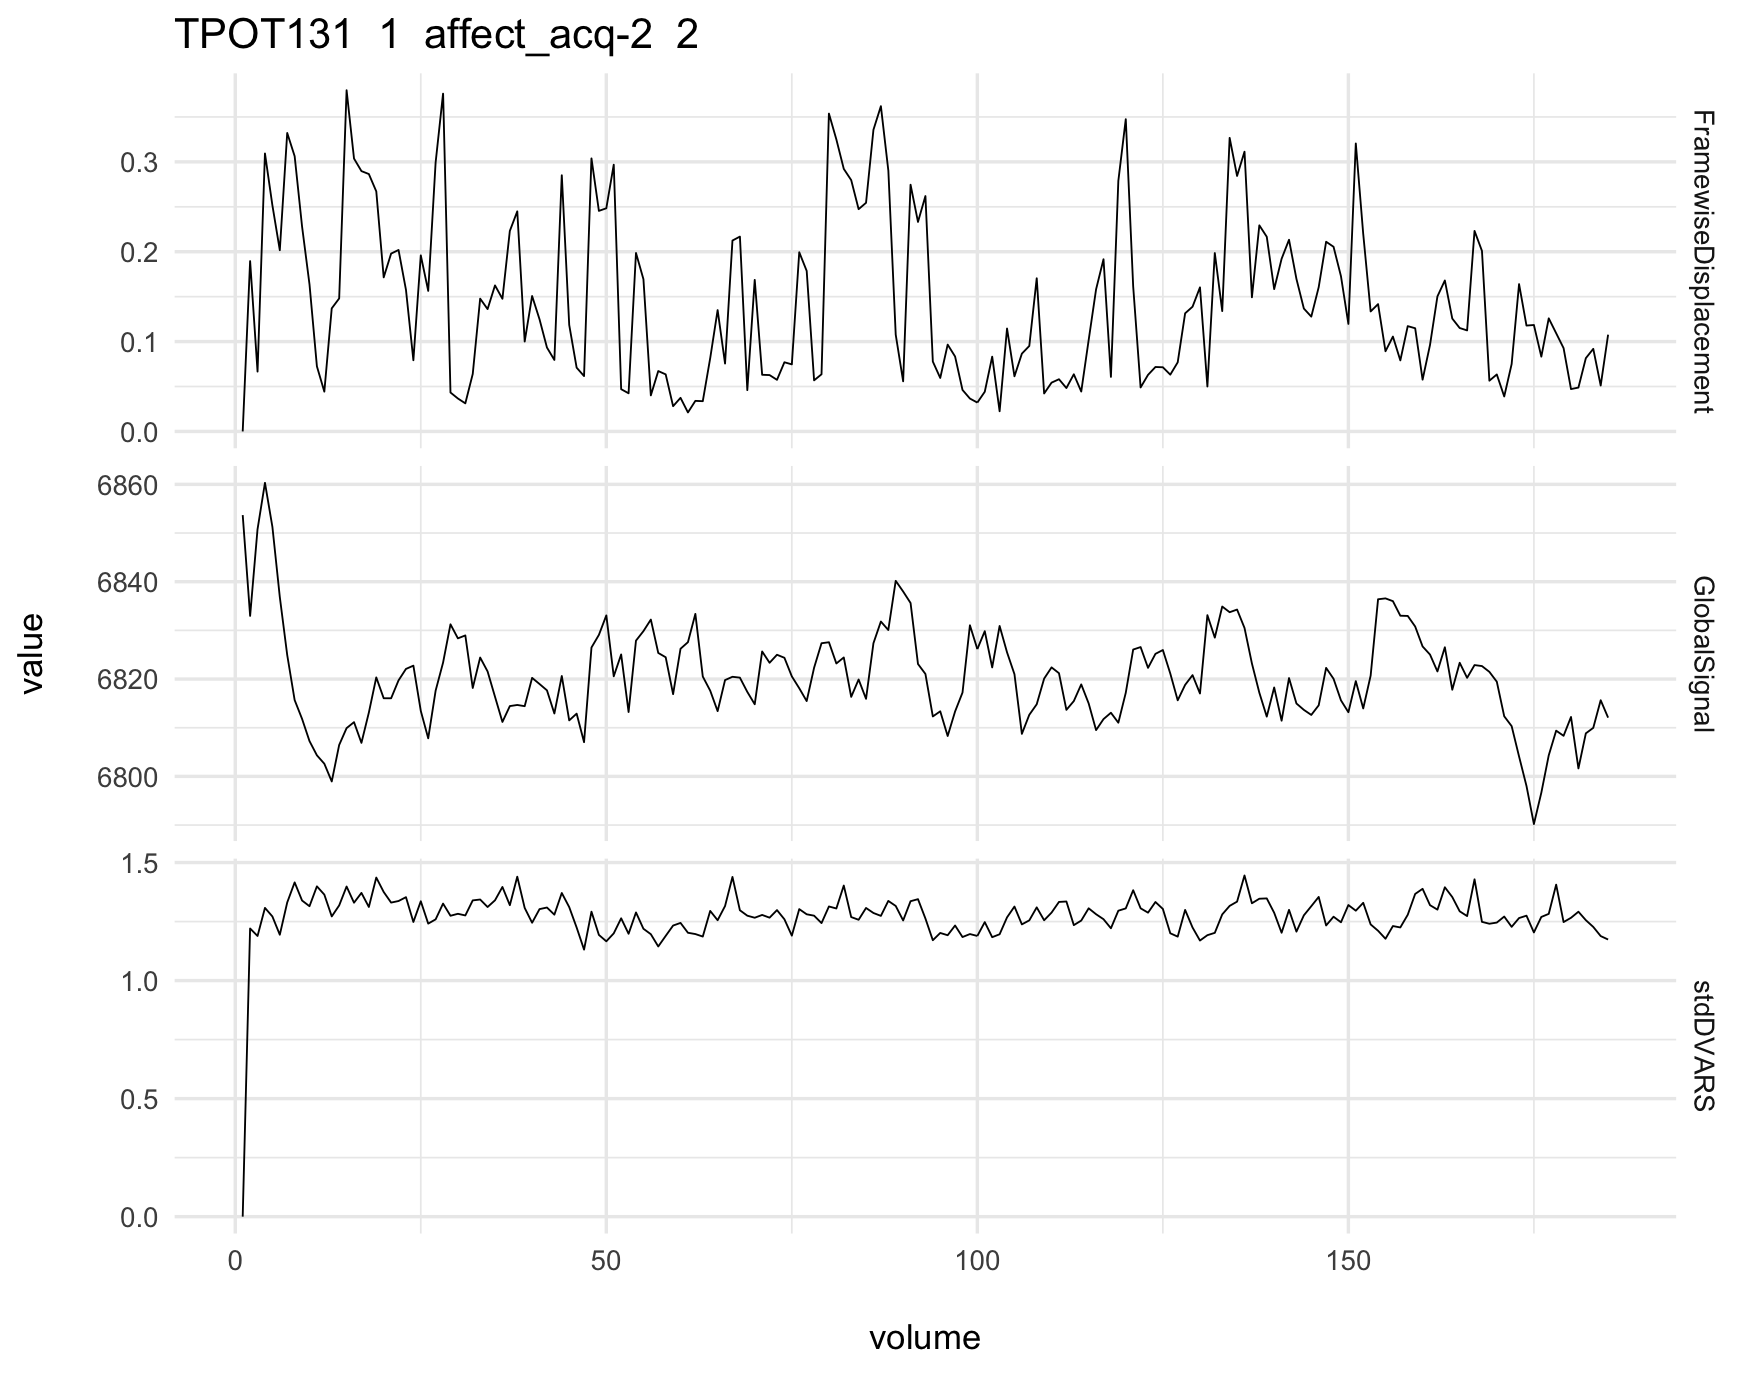 TPOT131 1 affect_acq-2 2
0.3
0.2
0.1
0.0
FramewiseDisplacement
6860
6840
6820
6800
GlobalSignal
value
1.5
1.0
0.5
0.0
stdDVARS
0 50 100 150
volume